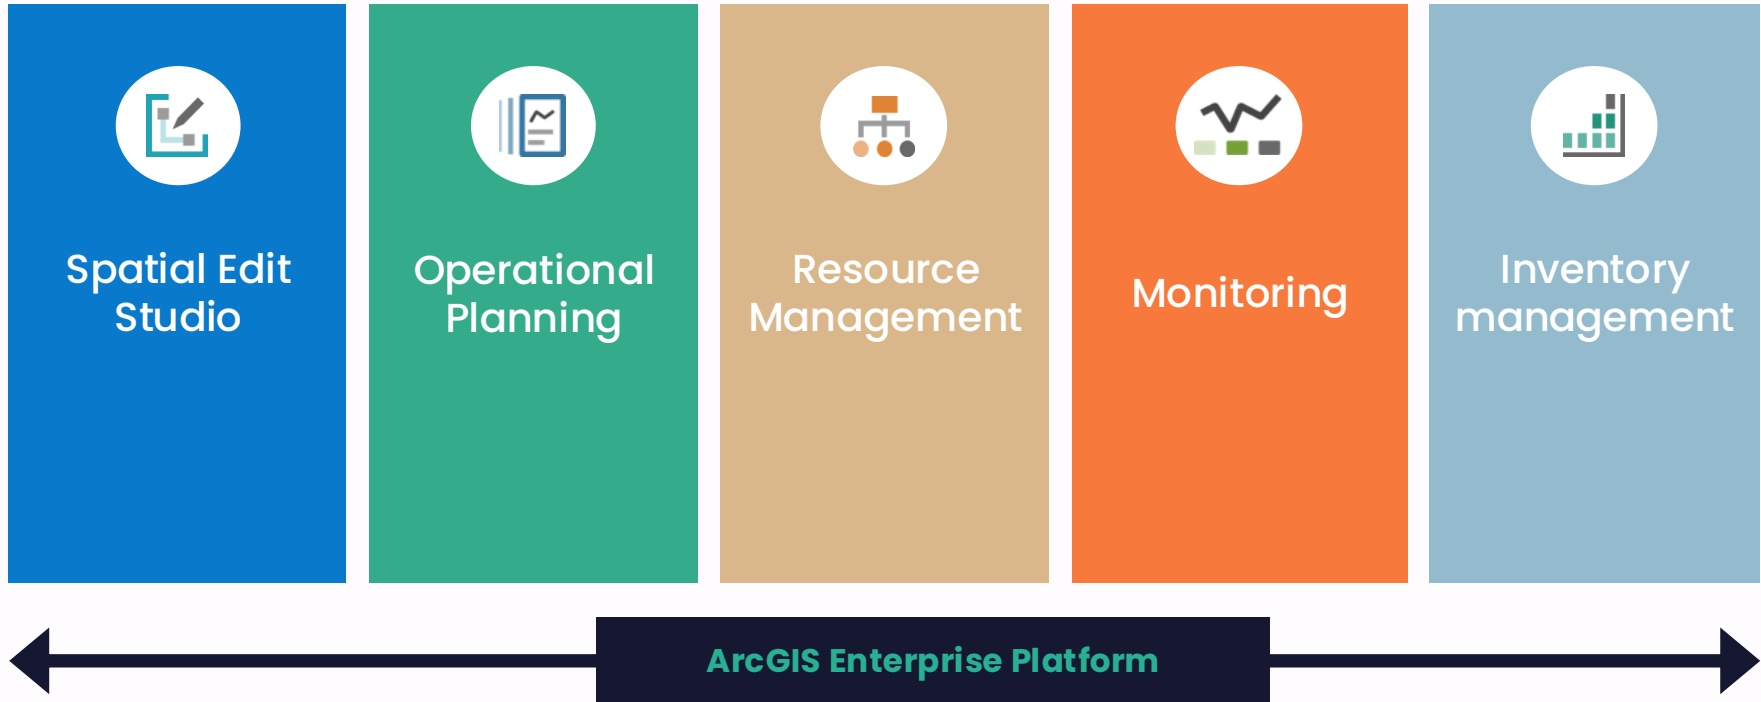 Spatial Edit
Studio
Operational
Planning
Resource
Management
Monitoring
Inventory
management
ArcGIS Enterprise Platform